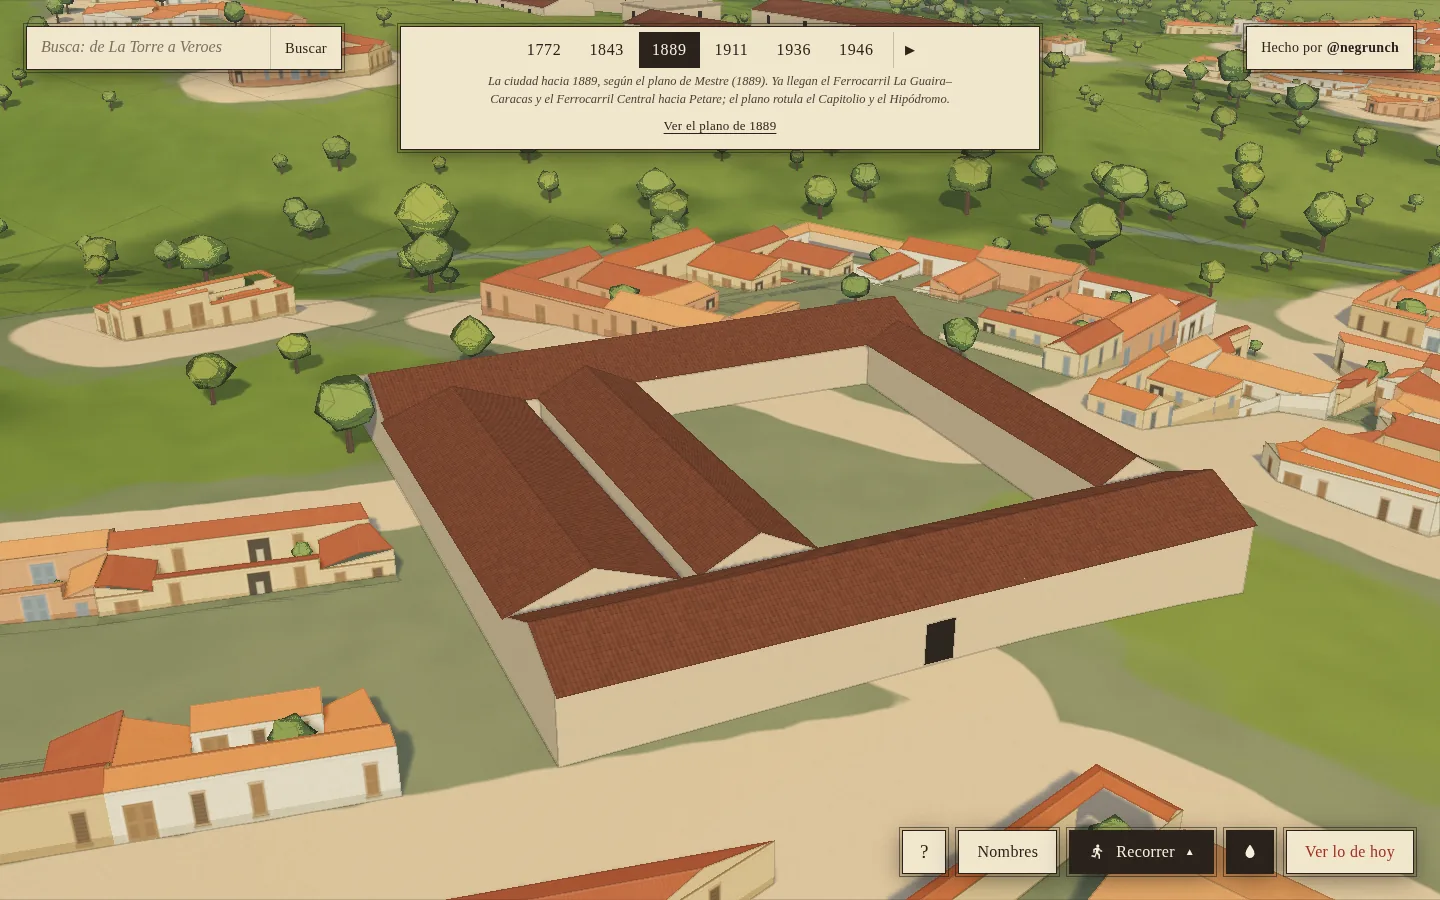 Busca: de La Torre a Veroes
Buscar
1772 1843 1889 1911 1936 1946 ▶
La ciudad hacia 1889, según el plano de Mestre (1889). Ya llegan el Ferrocarril La Guaira–
Caracas y el Ferrocarril Central hacia Petare; el plano rotula el Capitolio y el Hipódromo.
Ver el plano de 1889
Hecho por @negrunch
?
Nombres
Recorrer ▲
Ver lo de hoy